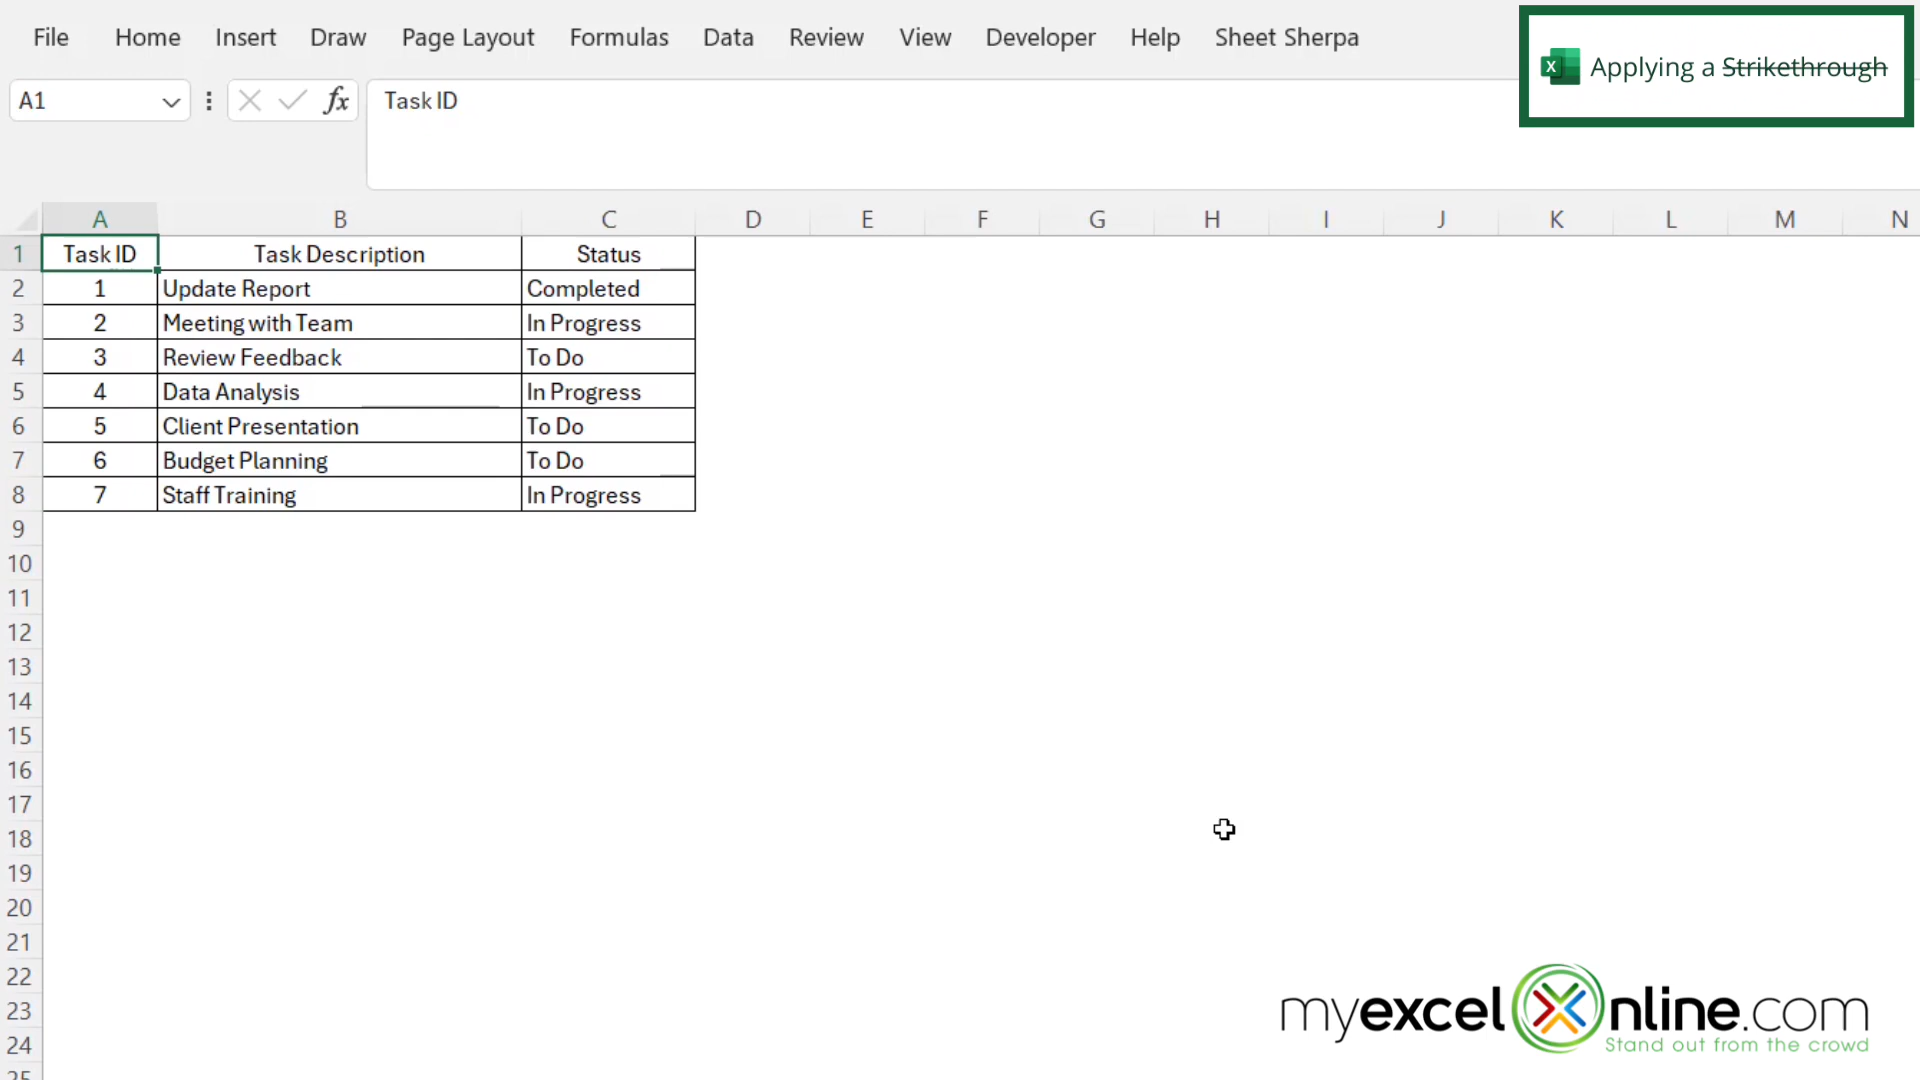 File Home Insert Draw Page Layout Formulas Data Review View Developer Help Sheet Sherpa
Applying a Strikethrough
A1 fx Task ID
A B C D E F G H I J K L M N
1 Task ID Task Description Status
2 1 Update Report Completed
3 2 Meeting with Team In Progress
4 3 Review Feedback To Do
5 4 Data Analysis In Progress
6 5 Client Presentation To Do
7 6 Budget Planning To Do
8 7 Staff Training In Progress
9
10
11
12
13
14
15
16
17
18
19
20
21
22
23
24
25
myexcelOnline.com
Stand out from the crowd